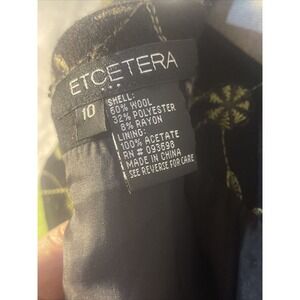 ETCETERA
10
SHELL:
60% WOOL
32% POLYESTER
8% RAYON
LINING:
100% ACETATE
RN # 093698
MADE IN CHINA
SEE REVERSE FOR CARE